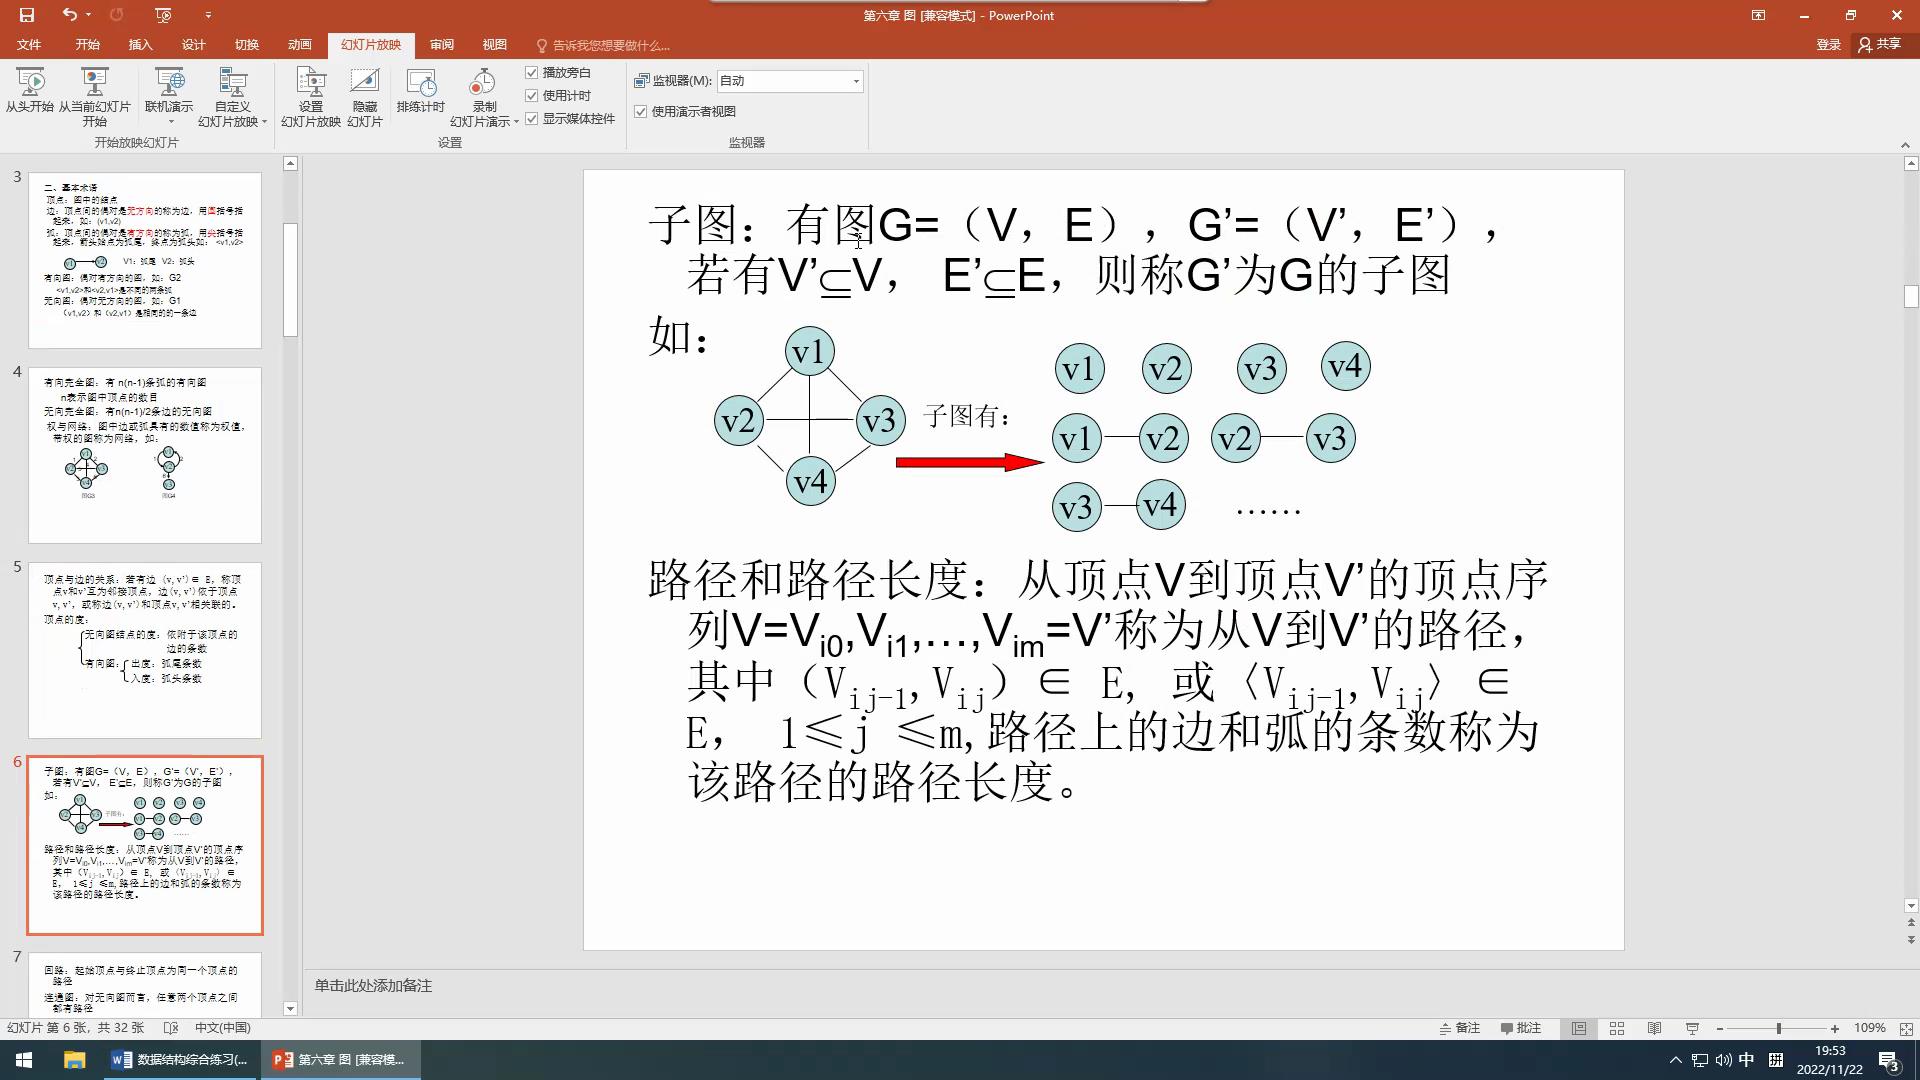 第六章 图 [兼容模式] - PowerPoint
文件 开始 插入 设计 切换 动画 幻灯片放映 审阅 视图 告诉我您想要做什么... 登录 共享
从头开始
从当前幻灯片
开始
联机演示
自定义
幻灯片放映
开始放映幻灯片
设置
幻灯片放映
隐藏
幻灯片
排练计时
录制
幻灯片演示
播放旁白
使用计时
显示媒体控件
设置
监视器(M): 自动
使用演示者视图
监视器
3
二、基本术语
顶点：图中的结点
边：顶点间的偶对是无方向的称为边，用圆括号括
起来，如：(v1,v2)
弧：顶点间的偶对是有方向的称为弧，用尖括号括
起来，箭头始点为弧尾，终点为弧头如：<v1,v2>
v1 v2 V1：弧尾 V2：弧头
有向图：偶对有方向的图，如：G2
<v1,v2>和<v2,v1>是不同的两条弧
无向图：偶对无方向的图，如：G1
（v1,v2）和（v2,v1）是相同的的一条边
4
有向完全图：有 n(n-1)条弧的有向图
n表示图中顶点的数目
无向完全图：有n(n-1)/2条边的无向图
权与网络：图中边或弧具有的数值称为权值，
带权的图称为网络，如：
图G3 图G4
5
顶点与边的关系：若有边 (v,v')∈ E，称顶
点v和v'互为邻接顶点，边(v,v')依于顶点
v,v'，或称边(v,v')和顶点v,v'相关联的。
顶点的度：
无向图结点的度：依附于该顶点的
边的条数
有向图： 出度：弧尾条数
入度：弧头条数
6
子图：有图G=（V，E），G’=（V’，E’），
若有V’⊆V， E’⊆E，则称G’为G的子图
如：
v1 v2 v3 v4
v2 v3 子图有： v1 v2 v2 v3
v4 v3 v4 ……
路径和路径长度：从顶点V到顶点V’的顶点序
列V=Vi0,Vi1,…,Vim=V’称为从V到V’的路径，
其中（Vij-1,Vij）∈ E, 或〈Vij-1,Vij〉∈
E， 1≤j ≤m,路径上的边和弧的条数称为
该路径的路径长度。
7
回路：起始顶点与终止顶点为同一个顶点的
路径
连通图：对无向图而言，任意两个顶点之间
都有路径
子图：有图G=（V，E），G’=（V’，E’），
若有V’⊆V， E’⊆E，则称G’为G的子图
如：
v1
v2 v3
v4
子图有：
v1 v2 v3 v4
v1 v2 v2 v3
v3 v4 ……
路径和路径长度：从顶点V到顶点V’的顶点序
列V=Vi0,Vi1,…,Vim=V’称为从V到V’的路径，
其中（Vij-1,Vij）∈ E, 或〈Vij-1,Vij〉∈
E， 1≤j ≤m,路径上的边和弧的条数称为
该路径的路径长度。
单击此处添加备注
幻灯片 第 6 张，共 32 张 中文(中国) 备注 批注 109%
数据结构综合练习(... 第六章 图 [兼容模... 中 拼 19:53
2022/11/22 3